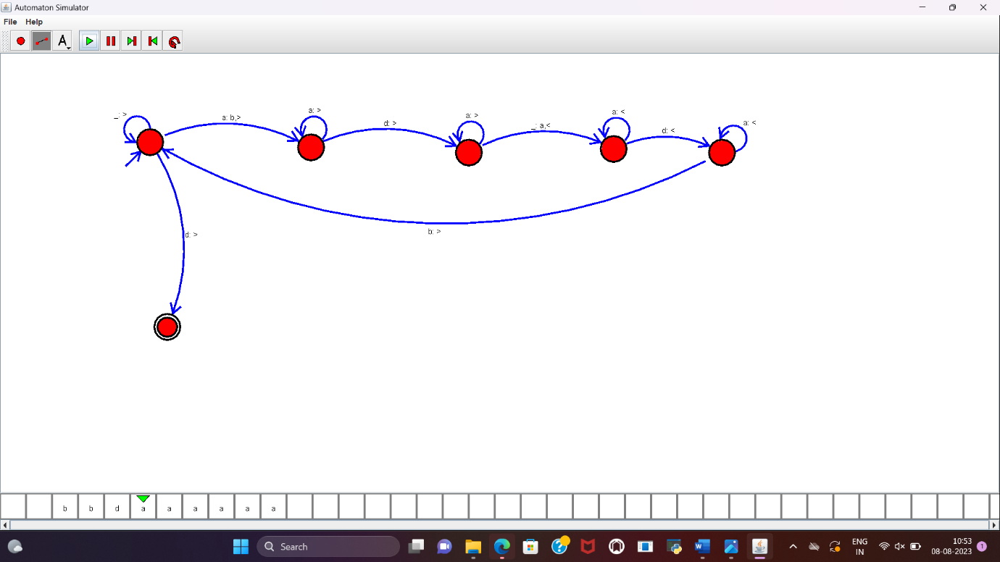 Automaton Simulator
File Help
A
_: >
a: b,>
a: >
d: >
a: >
_: a,<
a: <
d: <
a: <
b: >
d: >
b b d a a a a a a
Search
ENG
IN
10:53
08-08-2023
1